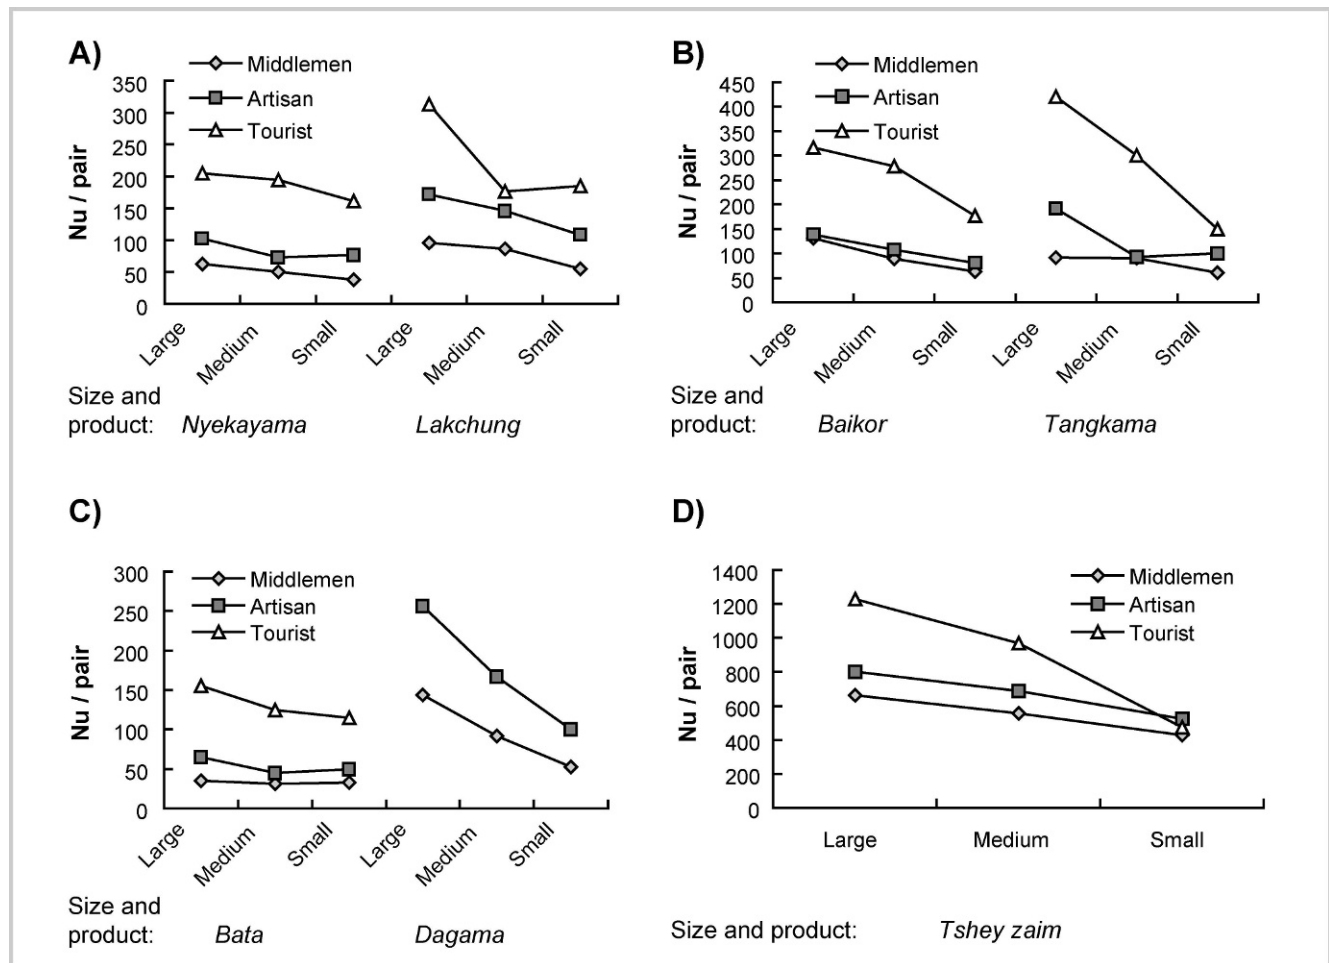 A)
Middlemen
Artisan
Tourist
Nu / pair
350
300
250
200
150
100
50
0
Large
Medium
Small
Large
Medium
Small
Size and
product: Nyekayama Lakchung
B)
Middlemen
Artisan
Tourist
Nu / pair
450
400
350
300
250
200
150
100
50
0
Large
Medium
Small
Large
Medium
Small
Size and
product: Baikor Tangkama
C)
Middlemen
Artisan
Tourist
Nu / pair
300
250
200
150
100
50
0
Large
Medium
Small
Large
Medium
Small
Size and
product: Bata Dagama
D)
Middlemen
Artisan
Tourist
Nu / pair
1400
1200
1000
800
600
400
200
0
Large Medium Small
Size and product: Tshey zaim